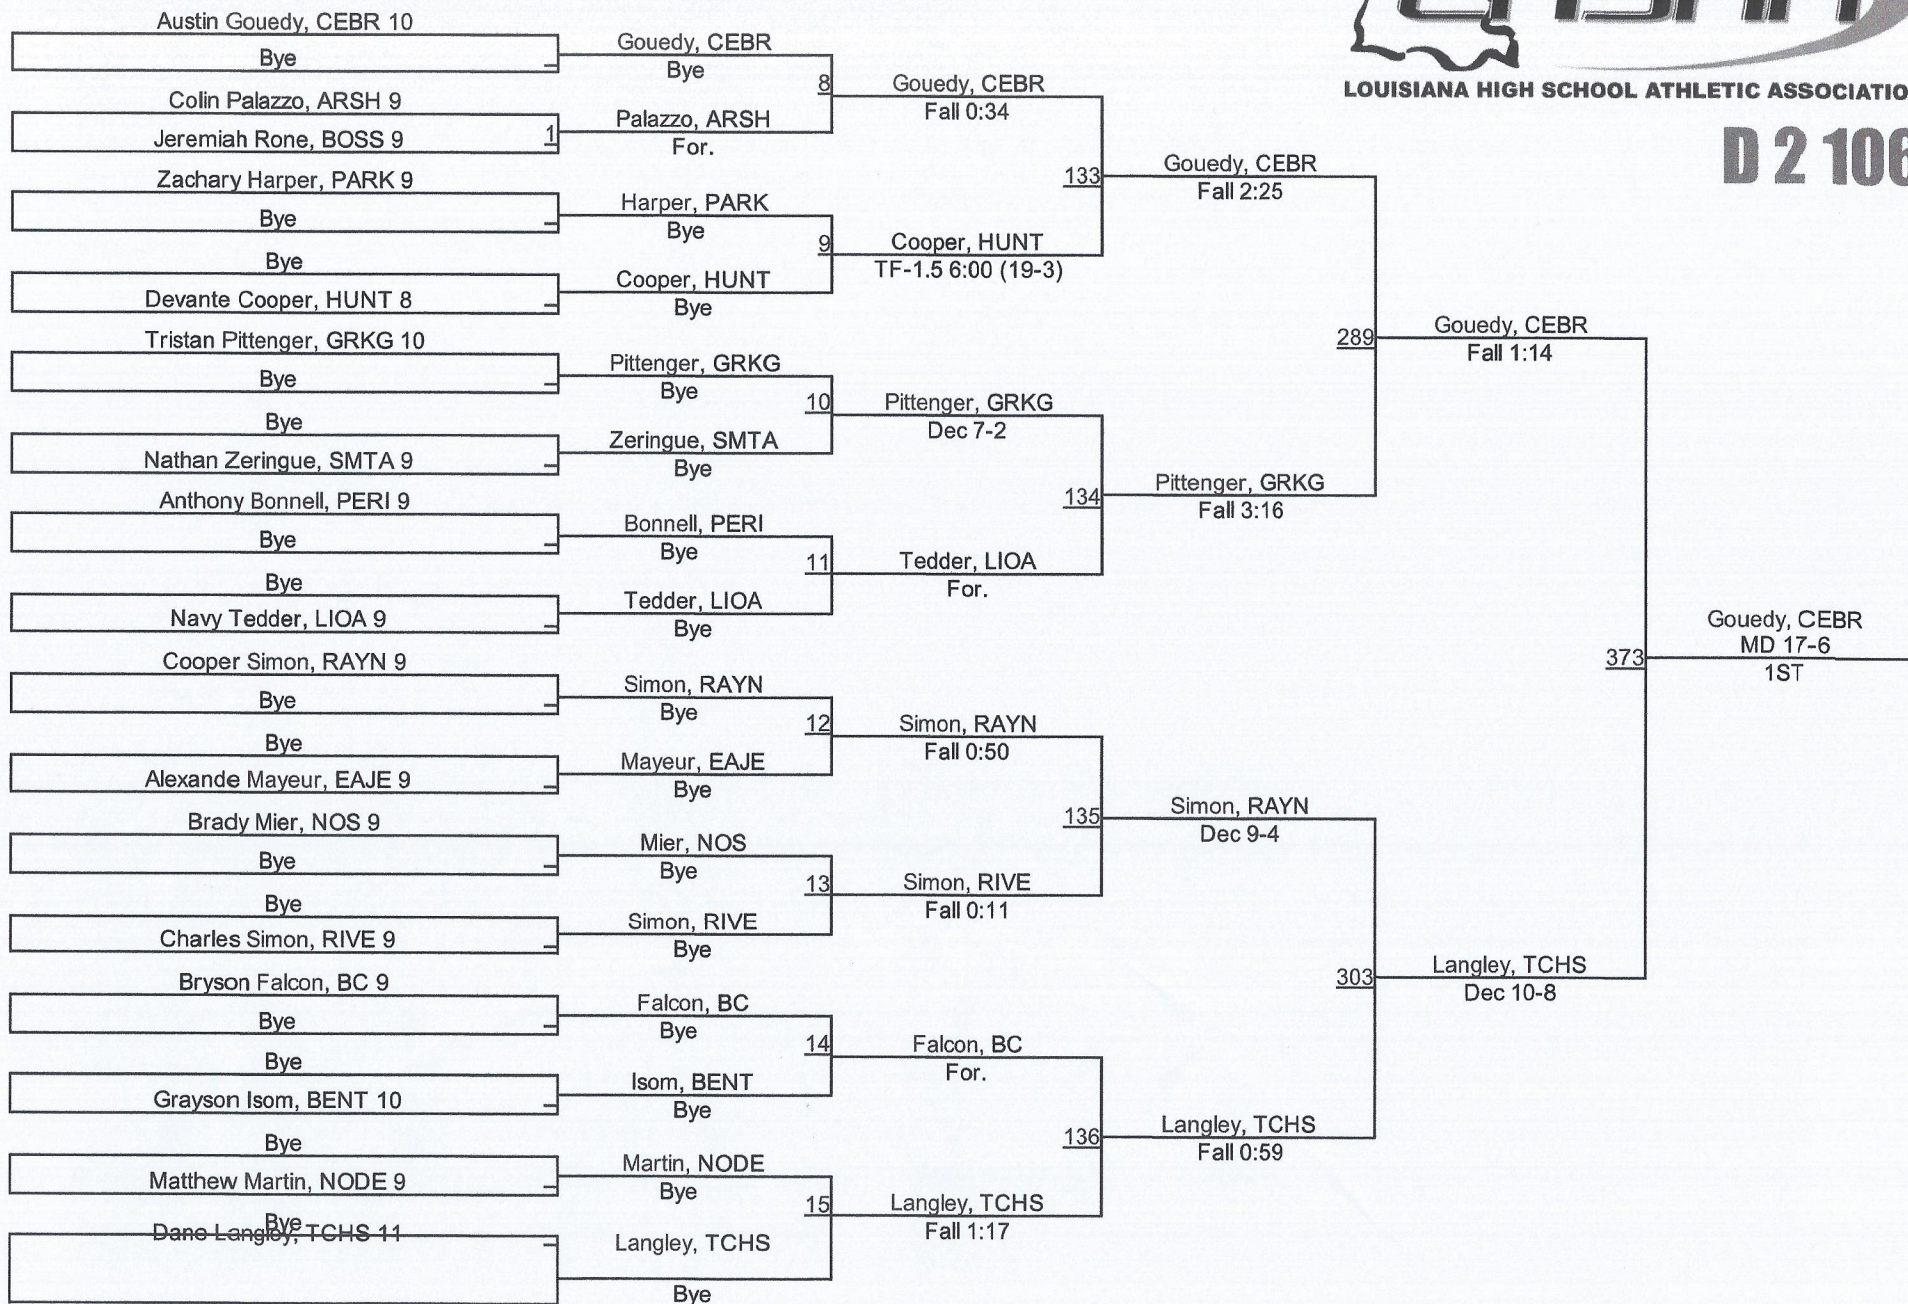 LHSAA
LOUISIANA HIGH SCHOOL ATHLETIC ASSOCIATIO
D 2 106
Austin Gouedy, CEBR 10
Bye
Colin Palazzo, ARSH 9
1
Jeremiah Rone, BOSS 9
Zachary Harper, PARK 9
Bye
Bye
Devante Cooper, HUNT 8
Tristan Pittenger, GRKG 10
Bye
Bye
Nathan Zeringue, SMTA 9
Anthony Bonnell, PERI 9
Bye
Bye
Navy Tedder, LIOA 9
Cooper Simon, RAYN 9
Bye
Bye
Alexande Mayeur, EAJE 9
Brady Mier, NOS 9
Bye
Bye
Charles Simon, RIVE 9
Bryson Falcon, BC 9
Bye
Bye
Grayson Isom, BENT 10
Bye
Matthew Martin, NODE 9
Bye
Dane Langley, TCHS 11
Gouedy, CEBR
Bye
8
Palazzo, ARSH
For.
Harper, PARK
Bye
9
Cooper, HUNT
Bye
Pittenger, GRKG
Bye
10
Zeringue, SMTA
Bye
Bonnell, PERI
Bye
11
Tedder, LIOA
Bye
Simon, RAYN
Bye
12
Mayeur, EAJE
Bye
Mier, NOS
Bye
13
Simon, RIVE
Bye
Falcon, BC
Bye
14
Isom, BENT
Bye
Martin, NODE
Bye
15
Langley, TCHS
Bye
Gouedy, CEBR
Fall 0:34
133
Cooper, HUNT
TF-1.5 6:00 (19-3)
Pittenger, GRKG
Dec 7-2
134
Tedder, LIOA
For.
Simon, RAYN
Fall 0:50
135
Simon, RIVE
Fall 0:11
Falcon, BC
For.
136
Langley, TCHS
Fall 1:17
Gouedy, CEBR
Fall 2:25
289
Pittenger, GRKG
Fall 3:16
Simon, RAYN
Dec 9-4
303
Langley, TCHS
Fall 0:59
Gouedy, CEBR
Fall 1:14
373
Langley, TCHS
Dec 10-8
Gouedy, CEBR
MD 17-6
1ST